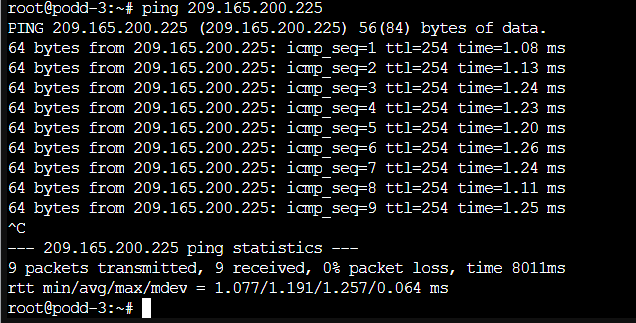 root@podd-3:~# ping 209.165.200.225
PING 209.165.200.225 (209.165.200.225) 56(84) bytes of data.
64 bytes from 209.165.200.225: icmp_seq=1 ttl=254 time=1.08 ms
64 bytes from 209.165.200.225: icmp_seq=2 ttl=254 time=1.13 ms
64 bytes from 209.165.200.225: icmp_seq=3 ttl=254 time=1.24 ms
64 bytes from 209.165.200.225: icmp_seq=4 ttl=254 time=1.23 ms
64 bytes from 209.165.200.225: icmp_seq=5 ttl=254 time=1.20 ms
64 bytes from 209.165.200.225: icmp_seq=6 ttl=254 time=1.26 ms
64 bytes from 209.165.200.225: icmp_seq=7 ttl=254 time=1.24 ms
64 bytes from 209.165.200.225: icmp_seq=8 ttl=254 time=1.11 ms
64 bytes from 209.165.200.225: icmp_seq=9 ttl=254 time=1.25 ms
^C
--- 209.165.200.225 ping statistics ---
9 packets transmitted, 9 received, 0% packet loss, time 8011ms
rtt min/avg/max/mdev = 1.077/1.191/1.257/0.064 ms
root@podd-3:~#